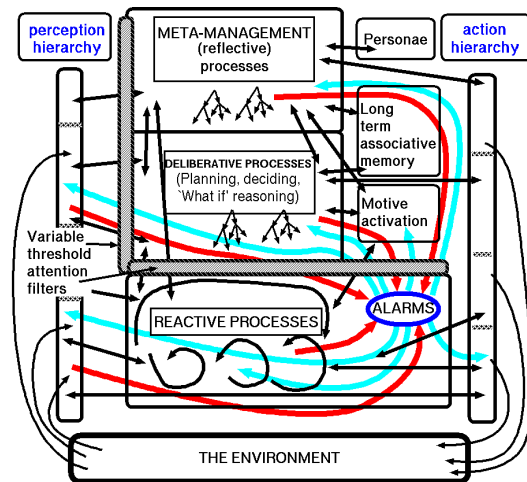 perception
hierarchy
META-MANAGEMENT
(reflective)
processes
Personae
action
hierarchy
Long
term
associative
memory
DELIBERATIVE PROCESSES
(Planning, deciding,
'What if' reasoning)
Motive
activation
Variable
threshold
attention
filters
REACTIVE PROCESSES
ALARMS
THE ENVIRONMENT